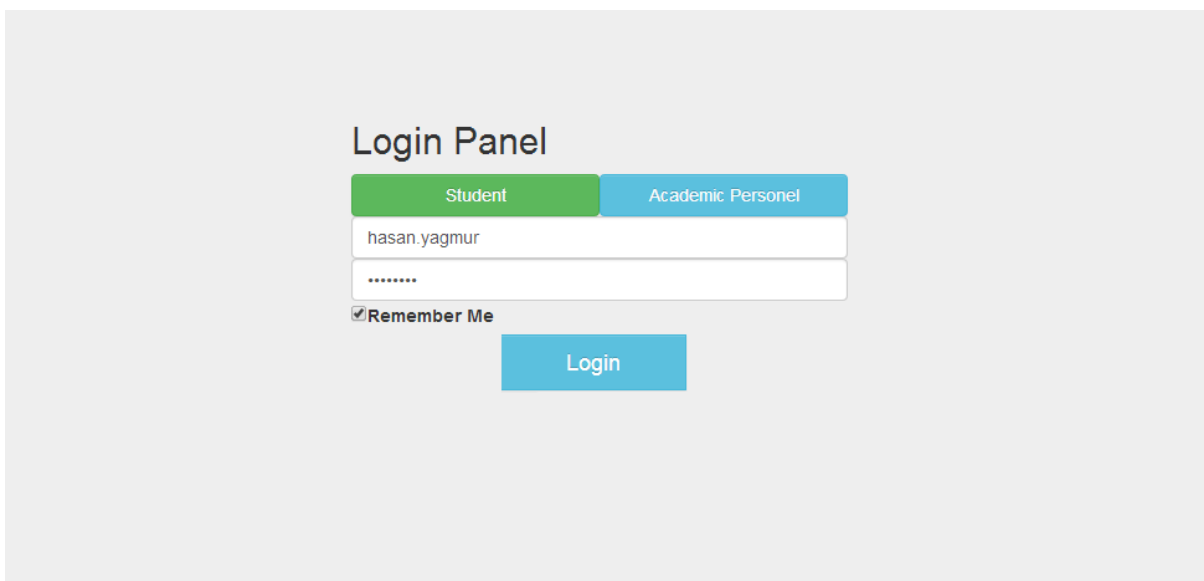 Login Panel
Student Academic Personel
hasan.yagmur
••••••••
Remember Me
Login